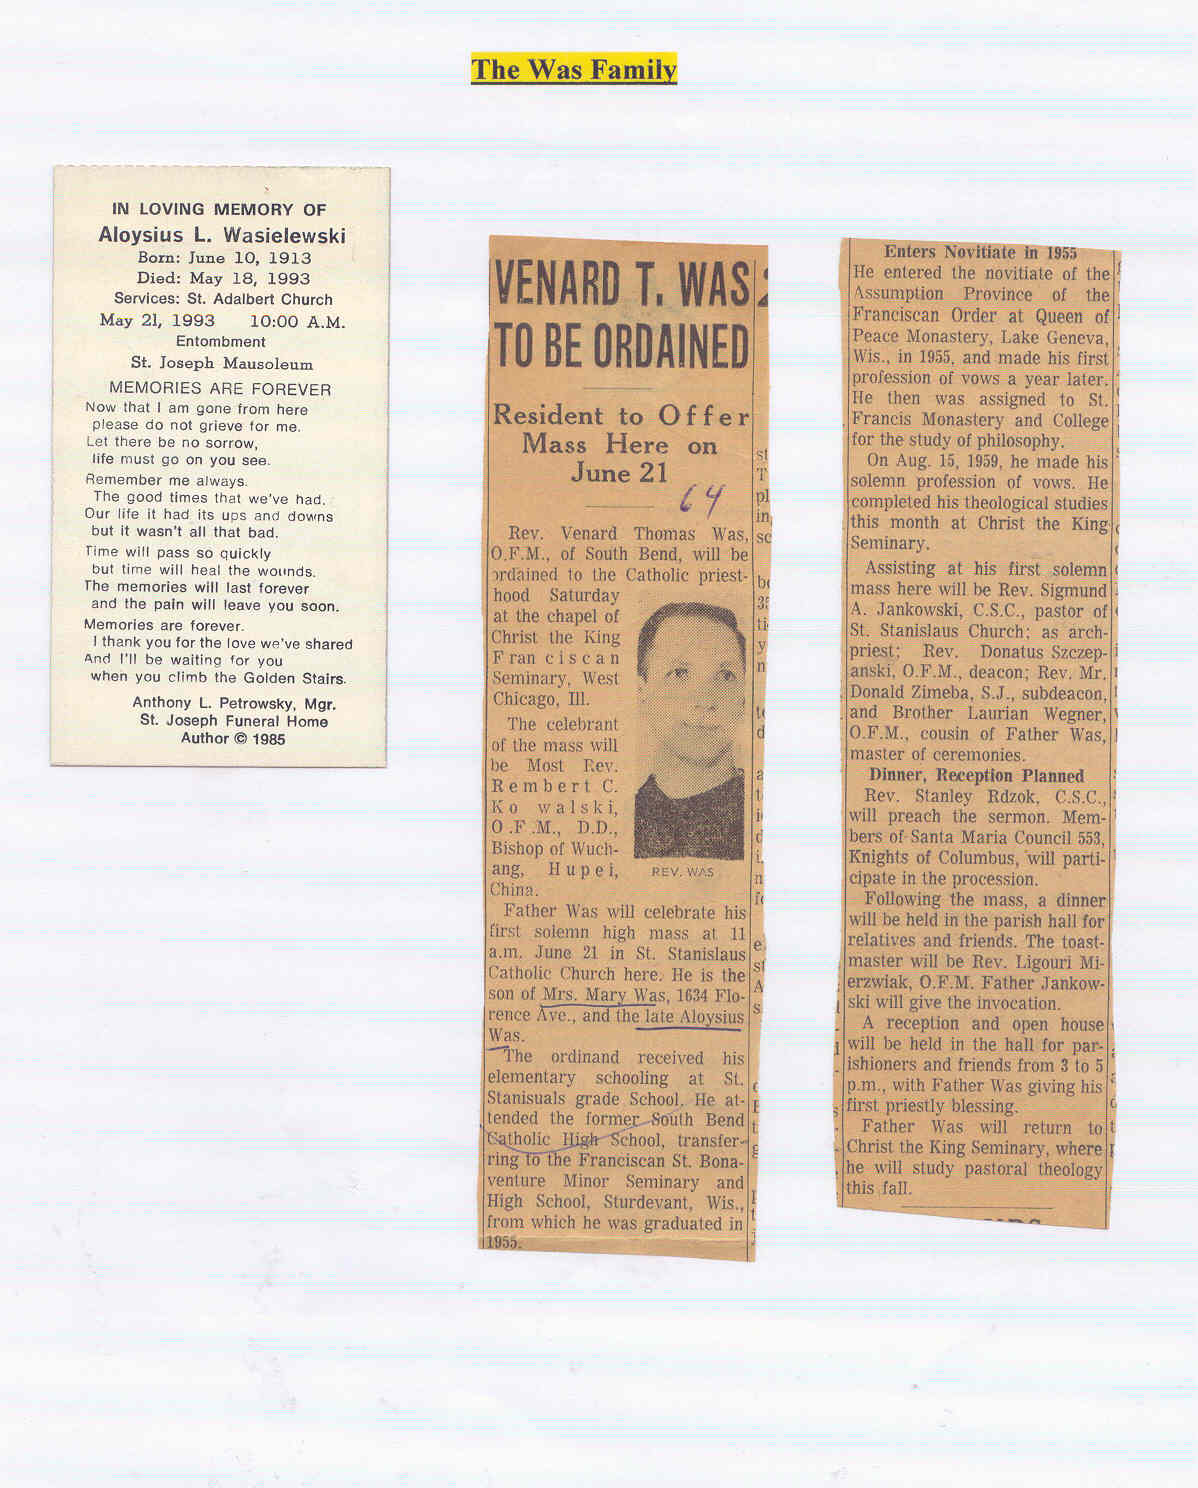 The Was Family
IN LOVING MEMORY OF
Aloysius L. Wasielewski
Born: June 10, 1913
Died: May 18, 1993
Services: St. Adalbert Church
May 21, 1993 10:00 A.M.
Entombment
St. Joseph Mausoleum
MEMORIES ARE FOREVER
Now that I am gone from here
please do not grieve for me.
Let there be no sorrow,
life must go on you see.
Remember me always.
The good times that we've had.
Our life it had its ups and downs
but it wasn't all that bad.
Time will pass so quickly
but time will heal the wounds.
The memories will last forever
and the pain will leave you soon.
Memories are forever.
I thank you for the love we've shared
And I'll be waiting for you
when you climb the Golden Stairs.
Anthony L. Petrowsky, Mgr.
St. Joseph Funeral Home
Author © 1985
VENARD T. WAS
TO BE ORDAINED
Resident to Offer
Mass Here on
June 21
64
Rev. Venard Thomas Was,
O.F.M., of South Bend, will be
ordained to the Catholic priest-
hood Saturday
at the chapel of
Christ the King
Fran ciscan
Seminary, West
Chicago, Ill.
The celebrant
of the mass will
be Most Rev.
Rembert C.
Ko walski,
O.F.M., D.D.,
Bishop of Wuch-
ang, Hupei,
China.
REV. WAS
Father Was will celebrate his
first solemn high mass at 11
a.m. June 21 in St. Stanislaus
Catholic Church here. He is the
son of Mrs. Mary Was, 1634 Flo-
rence Ave., and the late Aloysius
Was.
The ordinand received his
elementary schooling at St.
Stanisuals grade School. He at-
tended the former South Bend
Catholic High School, transfer-
ring to the Franciscan St. Bona-
venture Minor Seminary and
High School, Sturdevant, Wis.,
from which he was graduated in
1955.
Enters Novitiate in 1955
He entered the novitiate of the
Assumption Province of the
Franciscan Order at Queen of
Peace Monastery, Lake Geneva,
Wis., in 1955, and made his first
profession of vows a year later.
He then was assigned to St.
Francis Monastery and College
for the study of philosophy.
On Aug. 15, 1959, he made his
solemn profession of vows. He
completed his theological studies
this month at Christ the King
Seminary.
Assisting at his first solemn
mass here will be Rev. Sigmund
A. Jankowski, C.S.C., pastor of
St. Stanislaus Church; as arch-
priest; Rev. Donatus Szczep-
anski, O.F.M., deacon; Rev. Mr.
Donald Zimeba, S.J., subdeacon,
and Brother Laurian Wegner,
O.F.M., cousin of Father Was,
master of ceremonies.
Dinner, Reception Planned
Rev. Stanley Rdzok, C.S.C.,
will preach the sermon. Mem-
bers of Santa Maria Council 553,
Knights of Columbus, will parti-
cipate in the procession.
Following the mass, a dinner
will be held in the parish hall for
relatives and friends. The toast-
master will be Rev. Ligouri Mi-
erzwiak, O.F.M. Father Jankow-
ski will give the invocation.
A reception and open house
will be held in the hall for par-
ishioners and friends from 3 to 5
p.m., with Father Was giving his
first priestly blessing.
Father Was will return to
Christ the King Seminary, where
he will study pastoral theology
this fall.